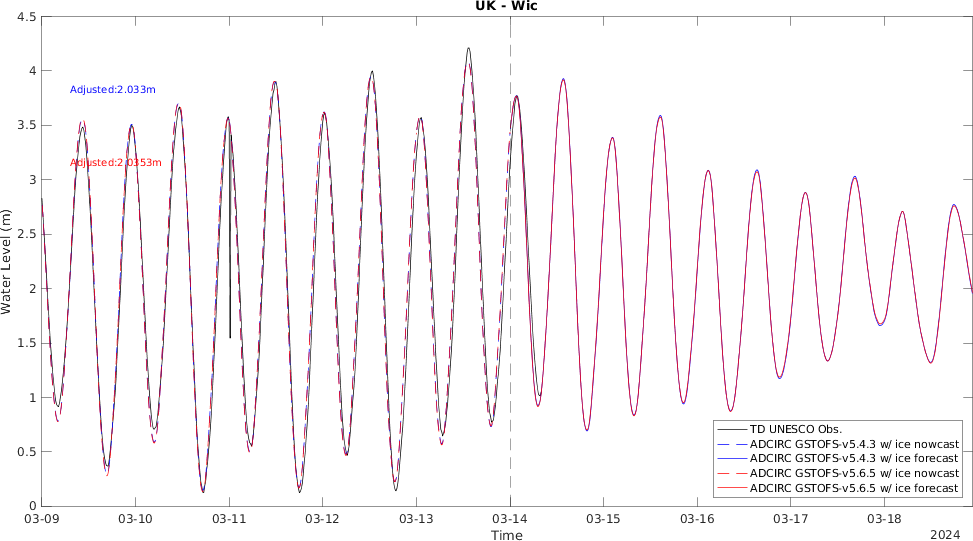 UK - Wic
4.5
4
3.5
3
2.5
2
1.5
1
0.5
0
Water Level (m)
Adjusted:2.033m
Adjusted:2.0353m
TD UNESCO Obs.
ADCIRC GSTOFS-v5.4.3 w/ ice nowcast
ADCIRC GSTOFS-v5.4.3 w/ ice forecast
ADCIRC GSTOFS-v5.6.5 w/ ice nowcast
ADCIRC GSTOFS-v5.6.5 w/ ice forecast
03-09 03-10 03-11 03-12 03-13 03-14 03-15 03-16 03-17 03-18
Time
2024